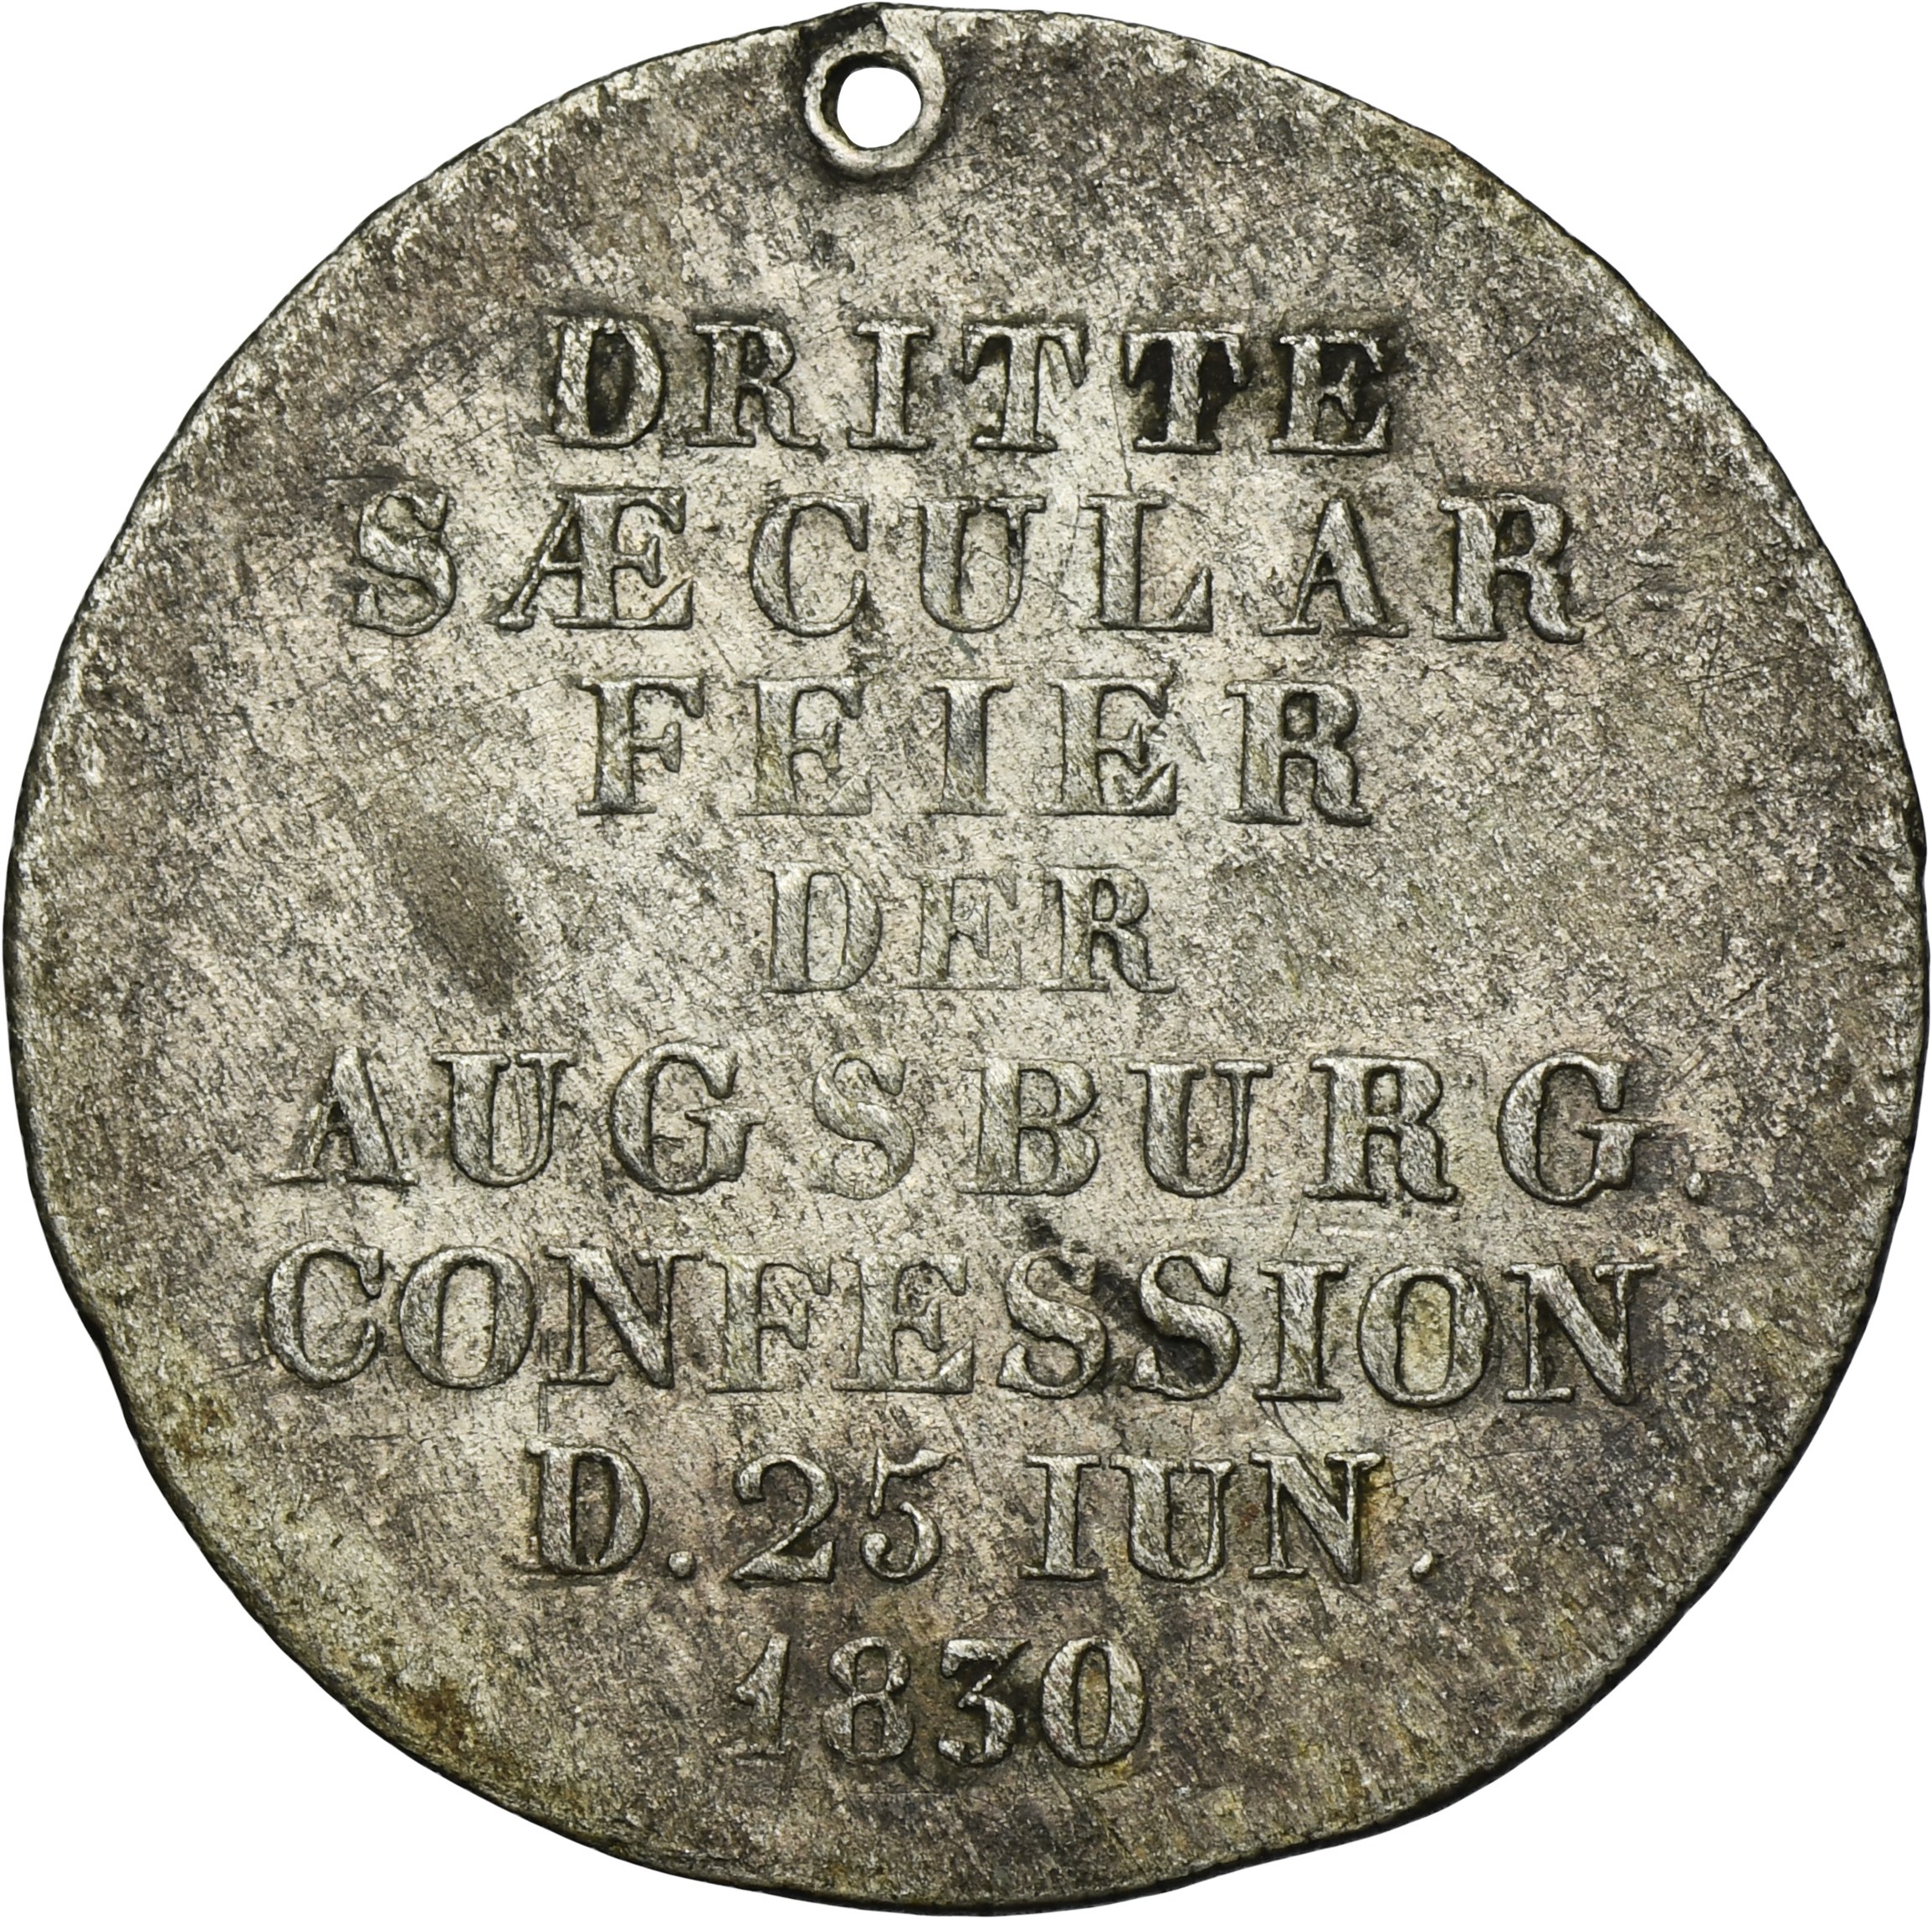 DRITTE
SÆCULAR-
FEIER
DER
AUGSBURG.
CONFESSION
D. 25 IUN.
1830